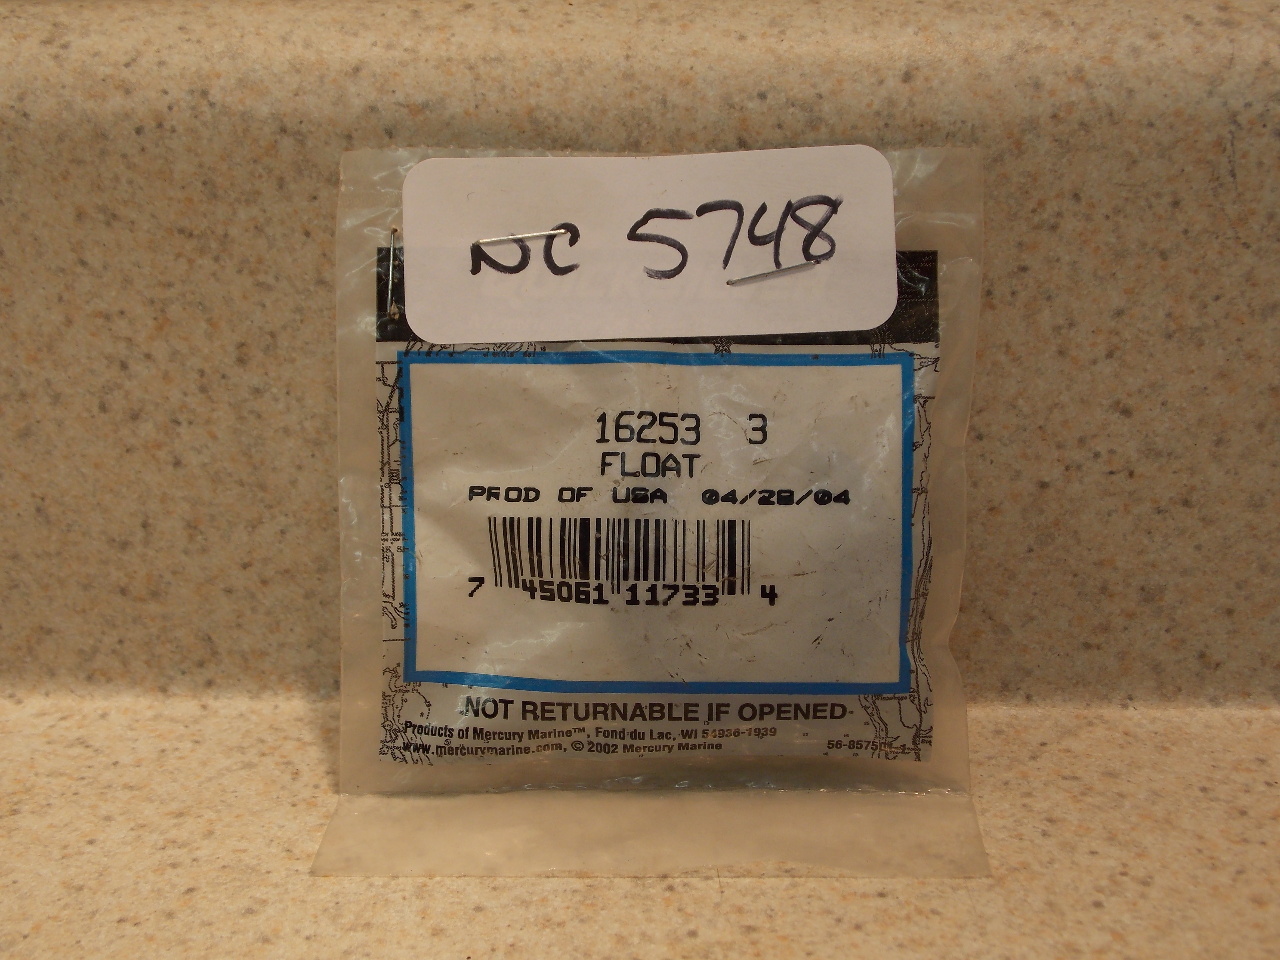 NC 5748
16253 3
FLOAT
PROD OF USA 04/28/04
7 45061 11733 4
NOT RETURNABLE IF OPENED
Products of Mercury Marine™, Fond du Lac, WI 54936-1939
www.mercurymarine.com, © 2002 Mercury Marine